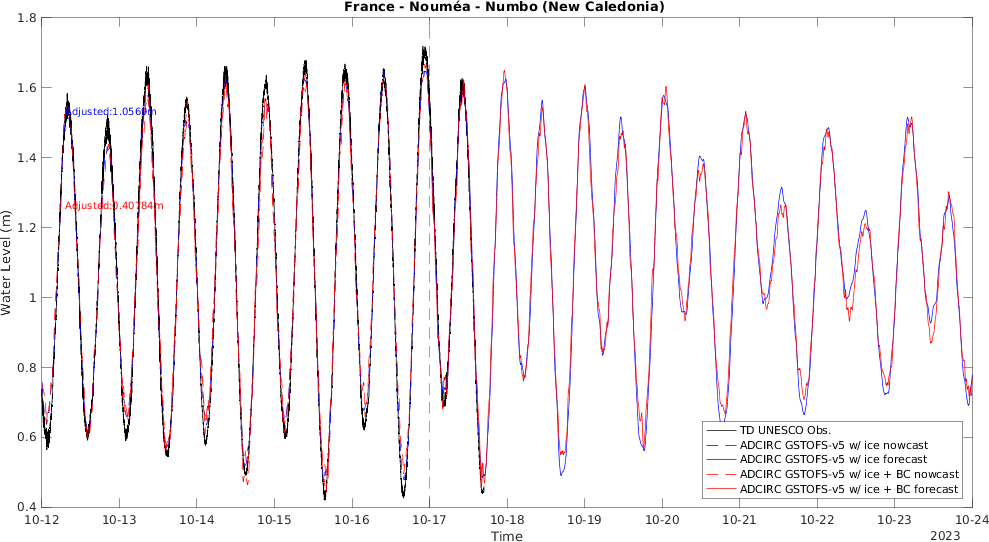 France - Nouméa - Numbo (New Caledonia)
1.8
1.6
1.4
1.2
1
0.8
0.6
0.4
Water Level (m)
Adjusted:1.0569m
Adjusted:0.40784m
TD UNESCO Obs.
ADCIRC GSTOFS-v5 w/ ice nowcast
ADCIRC GSTOFS-v5 w/ ice forecast
ADCIRC GSTOFS-v5 w/ ice + BC nowcast
ADCIRC GSTOFS-v5 w/ ice + BC forecast
10-12 10-13 10-14 10-15 10-16 10-17 10-18 10-19 10-20 10-21 10-22 10-23 10-24
Time
2023